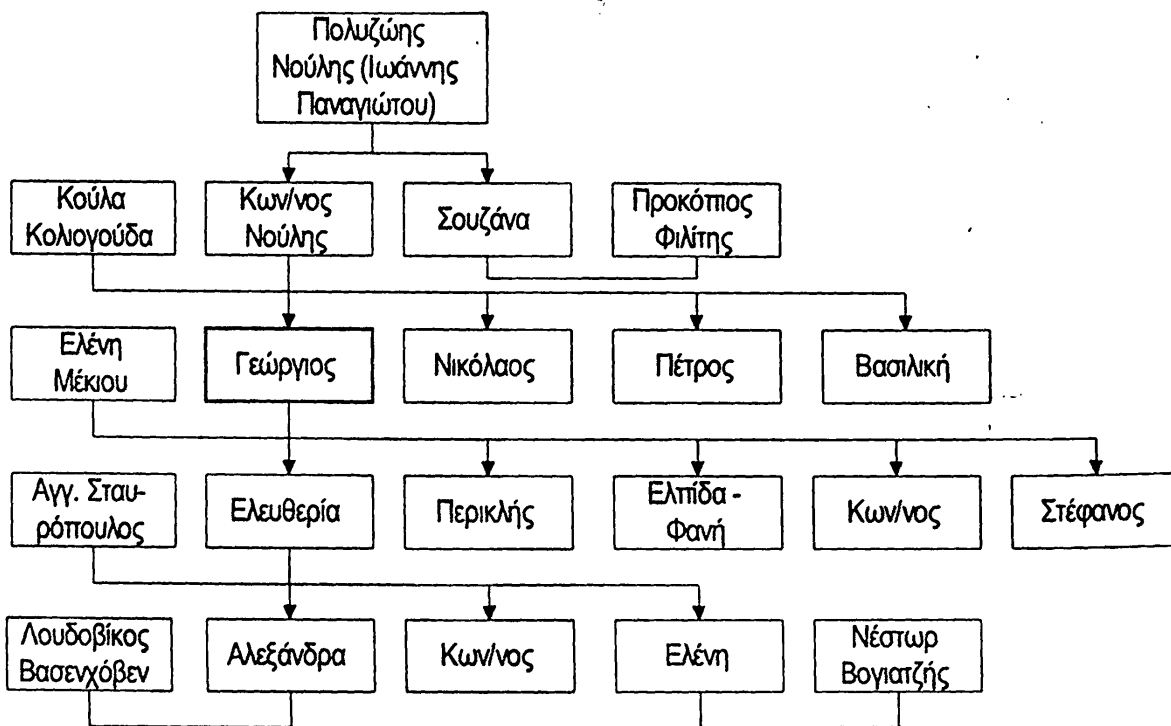 Πολυζώης
Νούλης (Ιωάννης
Παναγιώτου)
Κούλα
Κολιογούδα
Κων/νος
Νούλης
Σουζάνα
Προκόπιος
Φιλίτης
Ελένη
Μέκιου
Γεώργιος
Νικόλαος
Πέτρος
Βασιλική
Αγγ. Σταυ-
ρόπουλος
Ελευθερία
Περικλής
Ελπίδα -
Φανή
Κων/νος
Στέφανος
Λουδοβίκος
Βασενχόβεν
Αλεξάνδρα
Κων/νος
Ελένη
Νέστωρ
Βογιατζής